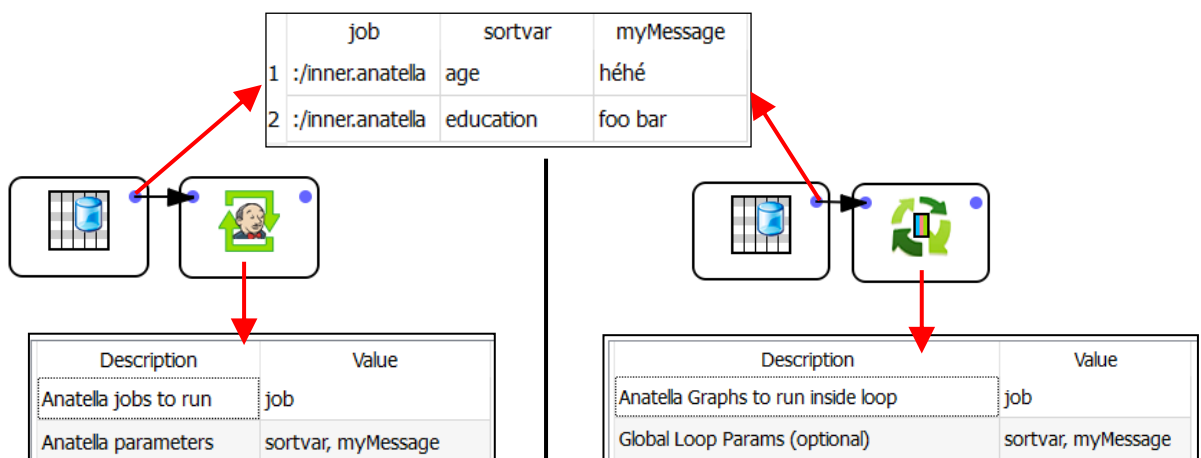 job sortvar myMessage
1 :/inner.anatella age héhé
2 :/inner.anatella education foo bar
Description Value
Anatella jobs to run job
Anatella parameters sortvar, myMessage
Description Value
Anatella Graphs to run inside loop job
Global Loop Params (optional) sortvar, myMessage